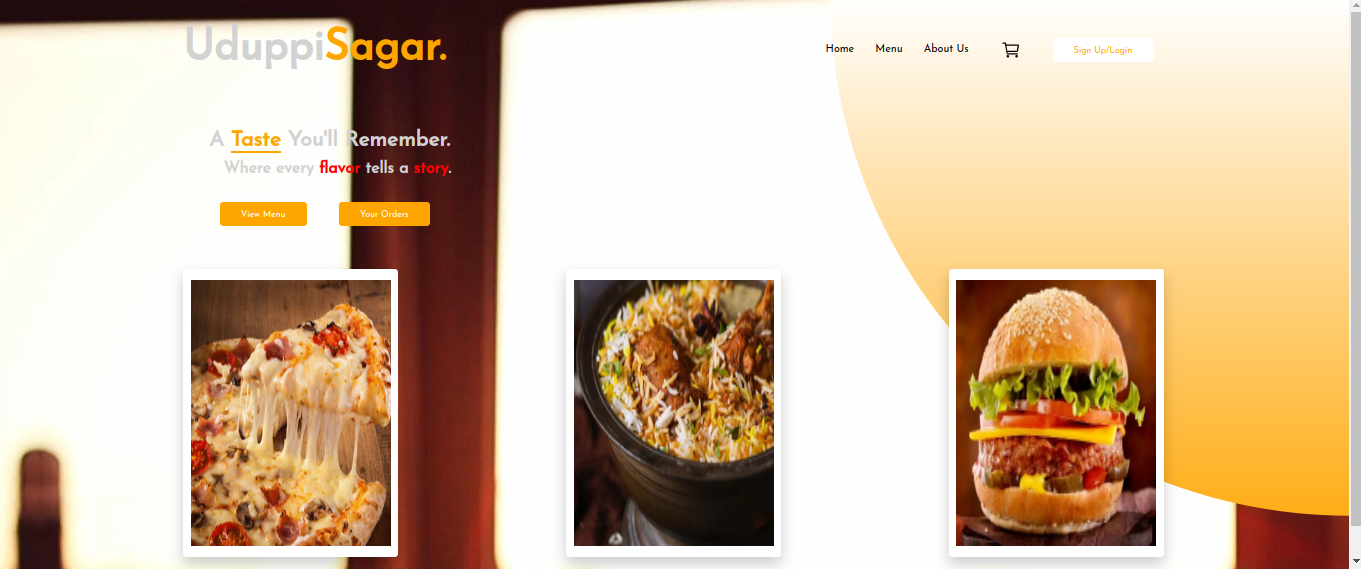 UduppiSagar.
Home Menu About Us Sign Up/Login
A Taste You'll Remember.
Where every flavor tells a story.
View Menu Your Orders